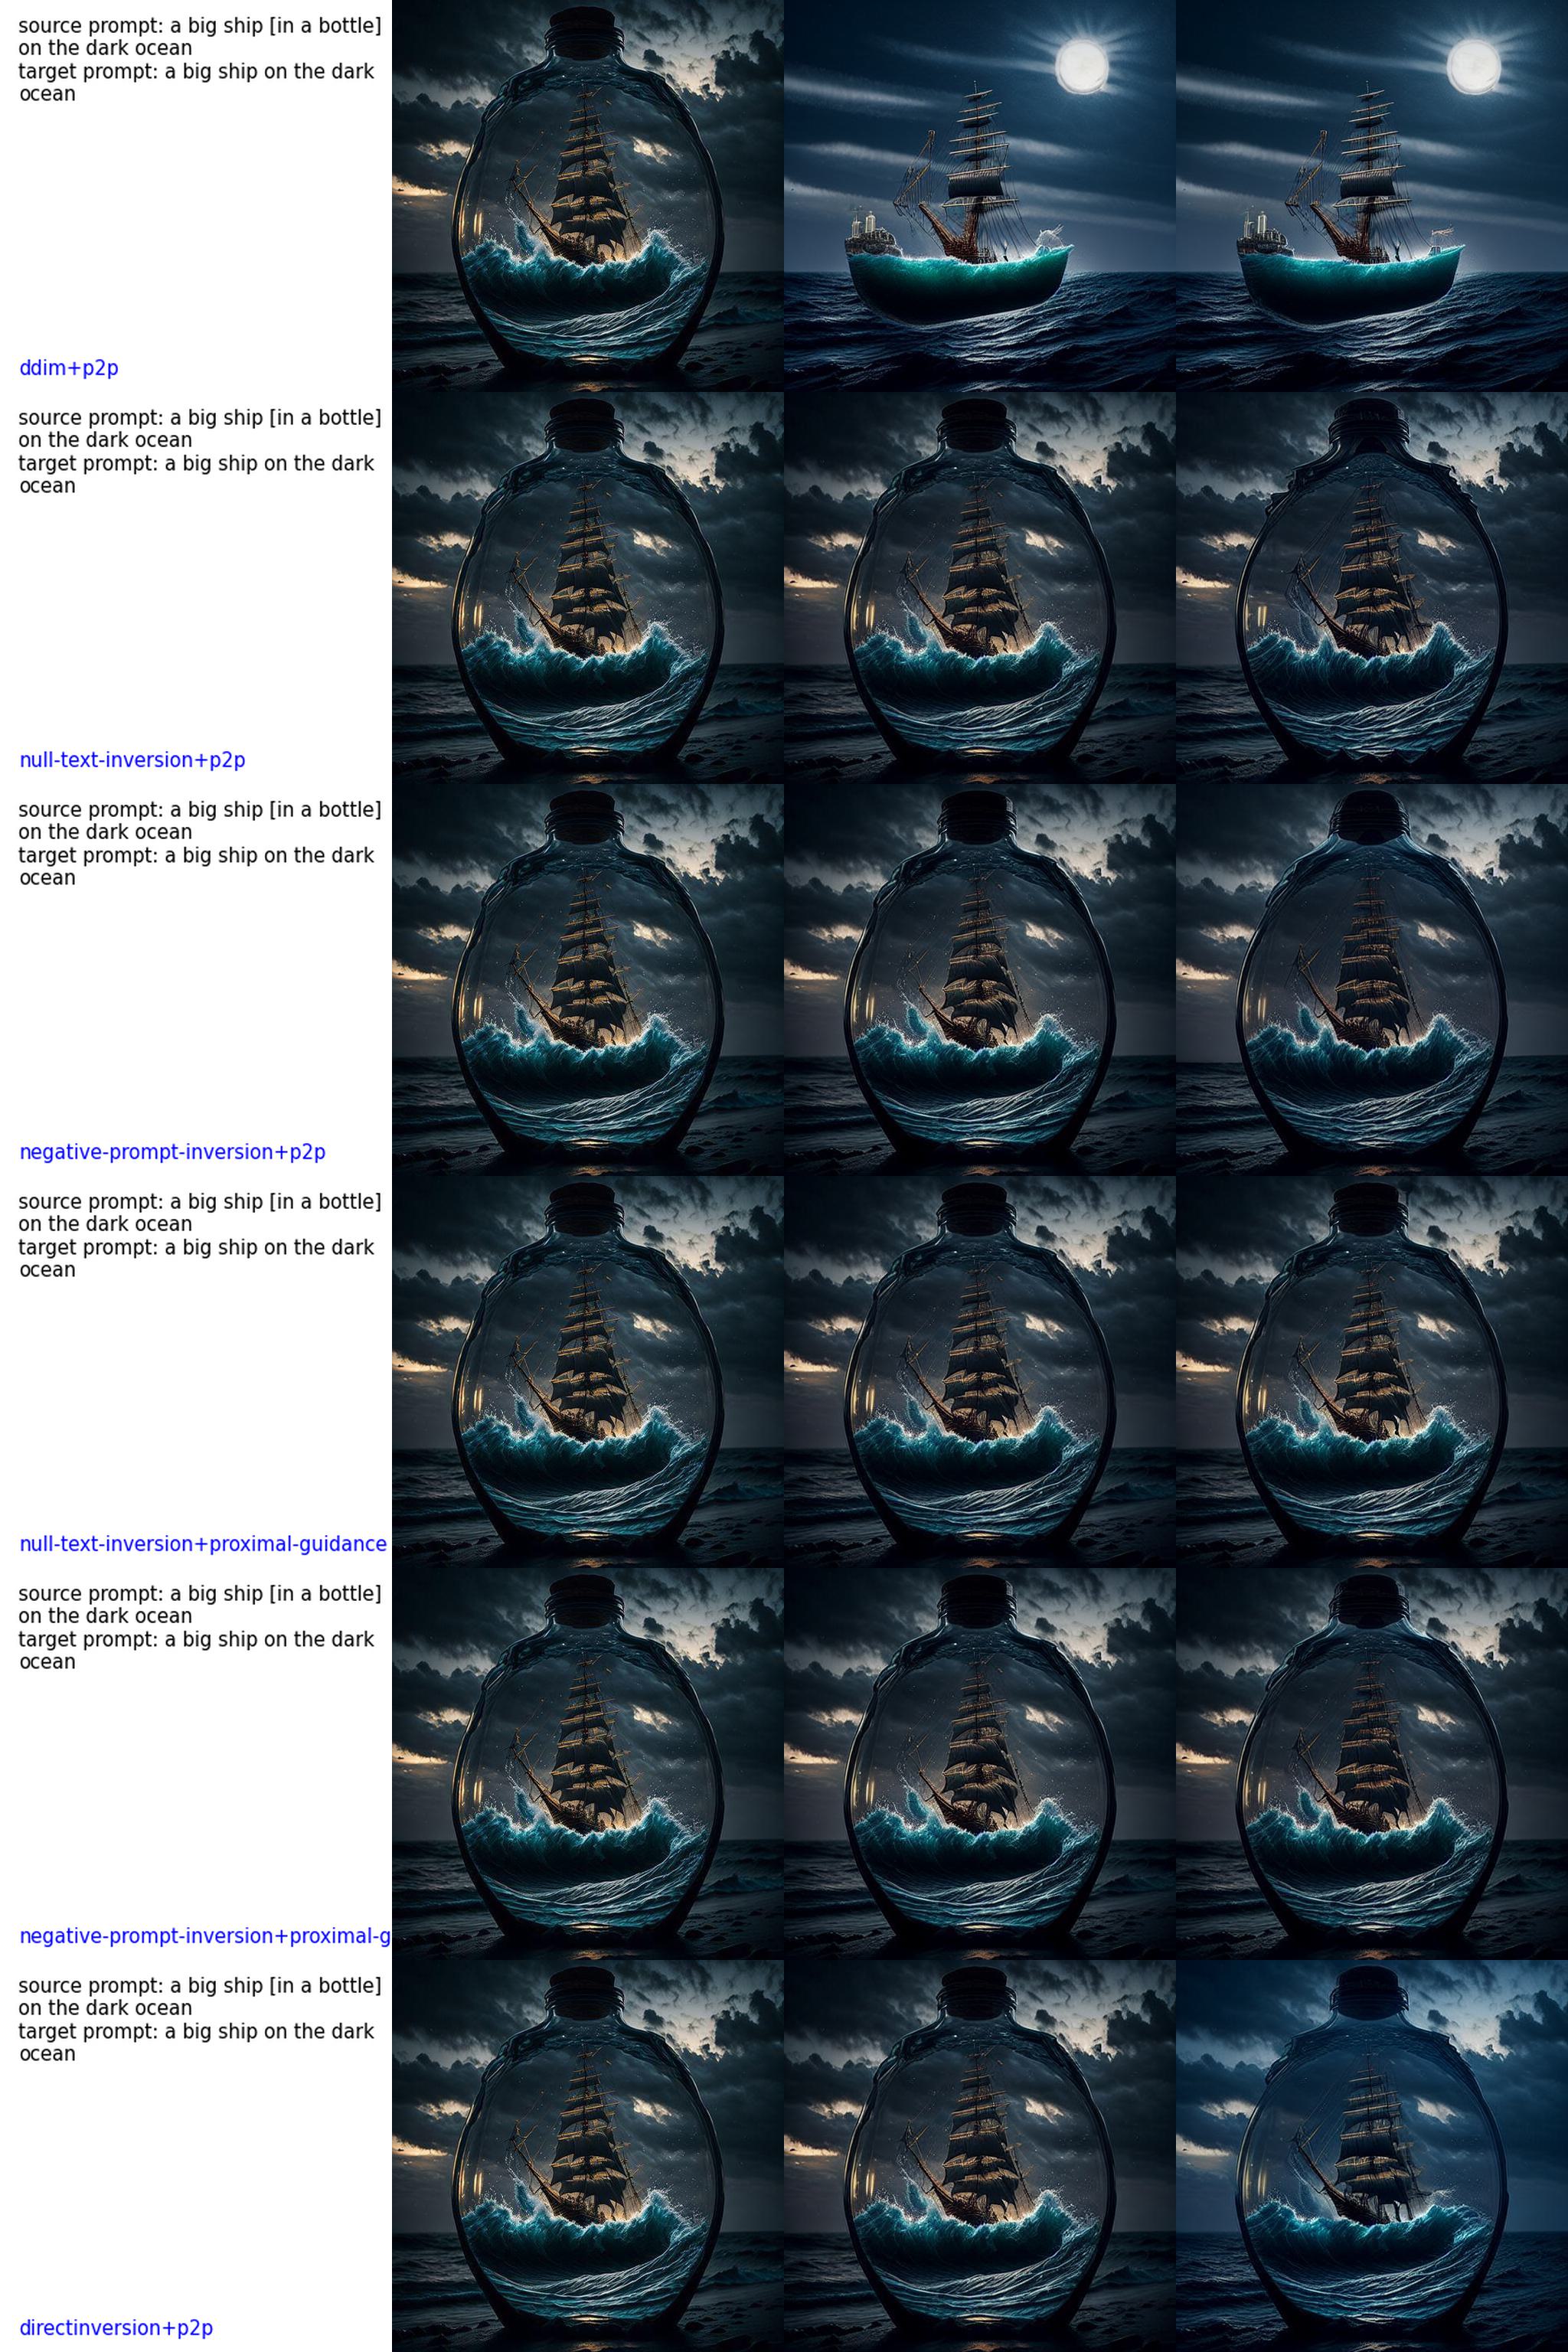 source prompt: a big ship [in a bottle]
on the dark ocean
target prompt: a big ship on the dark
ocean
ddim+p2p
source prompt: a big ship [in a bottle]
on the dark ocean
target prompt: a big ship on the dark
ocean
null-text-inversion+p2p
source prompt: a big ship [in a bottle]
on the dark ocean
target prompt: a big ship on the dark
ocean
negative-prompt-inversion+p2p
source prompt: a big ship [in a bottle]
on the dark ocean
target prompt: a big ship on the dark
ocean
null-text-inversion+proximal-guidance
source prompt: a big ship [in a bottle]
on the dark ocean
target prompt: a big ship on the dark
ocean
negative-prompt-inversion+proximal-g
source prompt: a big ship [in a bottle]
on the dark ocean
target prompt: a big ship on the dark
ocean
directinversion+p2p